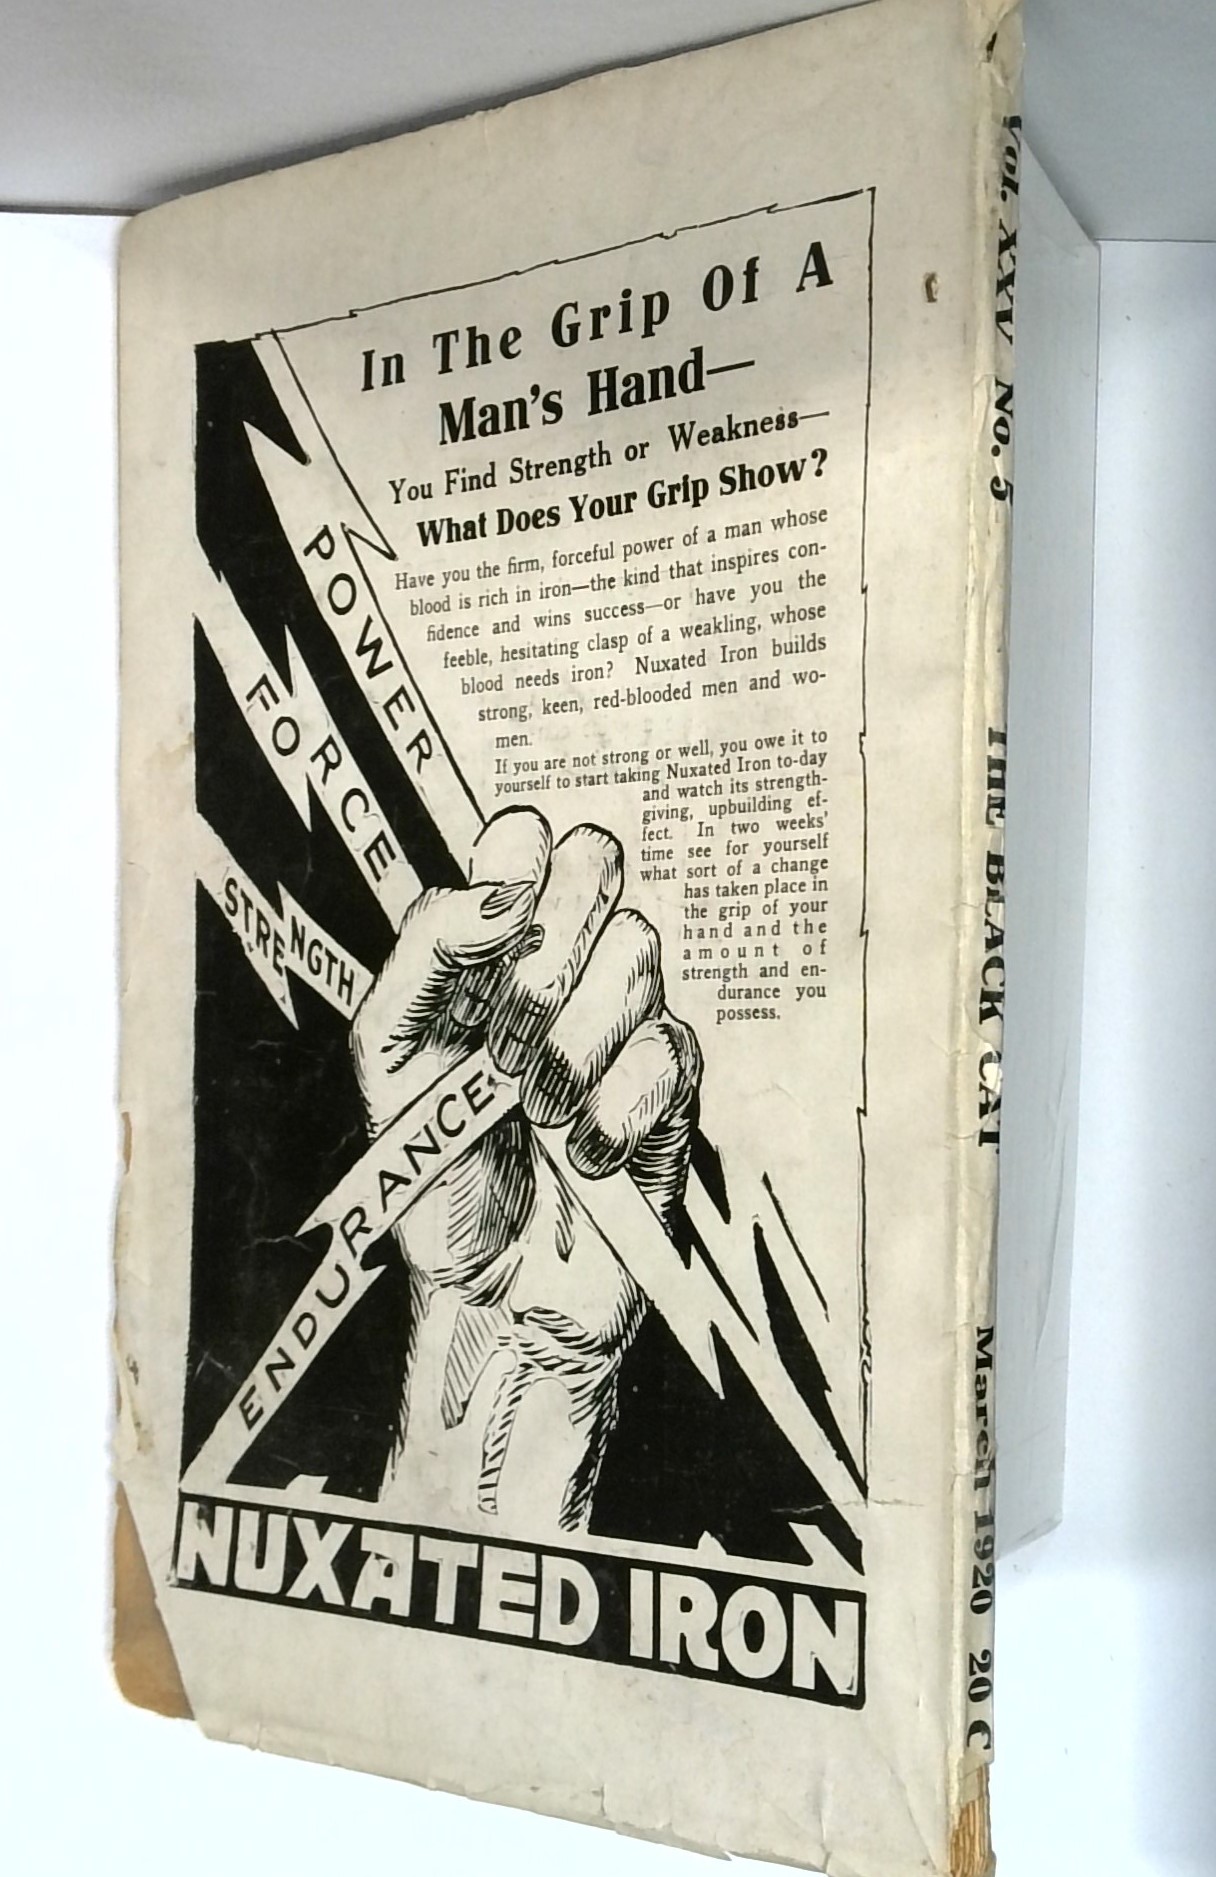 In The Grip Of A
Man's Hand—
You Find Strength or Weakness—
What Does Your Grip Show?
Have you the firm, forceful power of a man whose
blood is rich in iron—the kind that inspires con-
fidence and wins success—or have you the
feeble, hesitating clasp of a weakling, whose
blood needs iron? Nuxated Iron builds
strong, keen, red-blooded men and wo-
men.
If you are not strong or well, you owe it to
yourself to start taking Nuxated Iron to-day
and watch its strength-
giving, upbuilding ef-
fect. In two weeks'
time see for yourself
what sort of a change
has taken place in
the grip of your
hand and the
amount of
strength and en-
durance you
possess.
POWER
FORCE
STRENGTH
ENDURANCE
NUXATED IRON
Vol. XXV No. 5 THE BLACK CAT March 1920 20 C